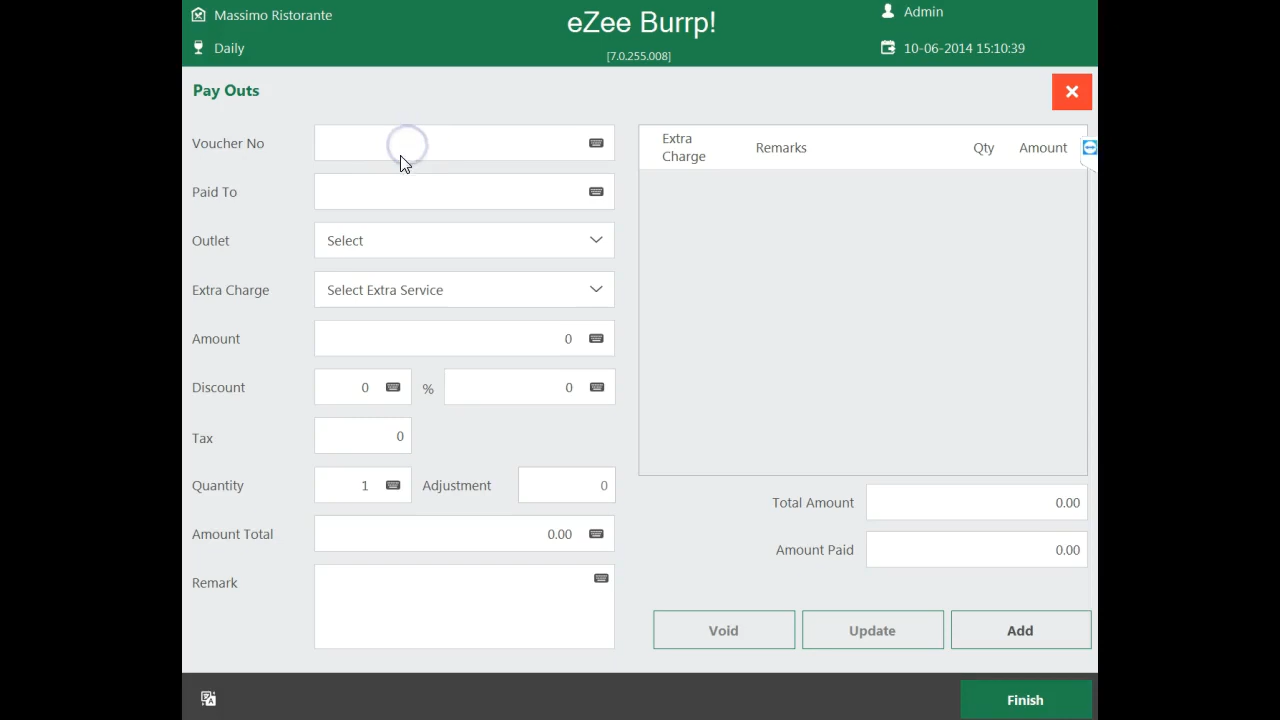 Massimo Ristorante
Daily
eZee Burrp!
[7.0.255.008]
Admin
10-06-2014 15:10:39
Pay Outs
Voucher No
Paid To
Outlet
Select
Extra Charge
Select Extra Service
Amount
0
Discount
0
%
0
Tax
0
Quantity
1
Adjustment
0
Amount Total
0.00
Remark
Extra
Charge
Remarks
Qty
Amount
Total Amount
0.00
Amount Paid
0.00
Void
Update
Add
Finish